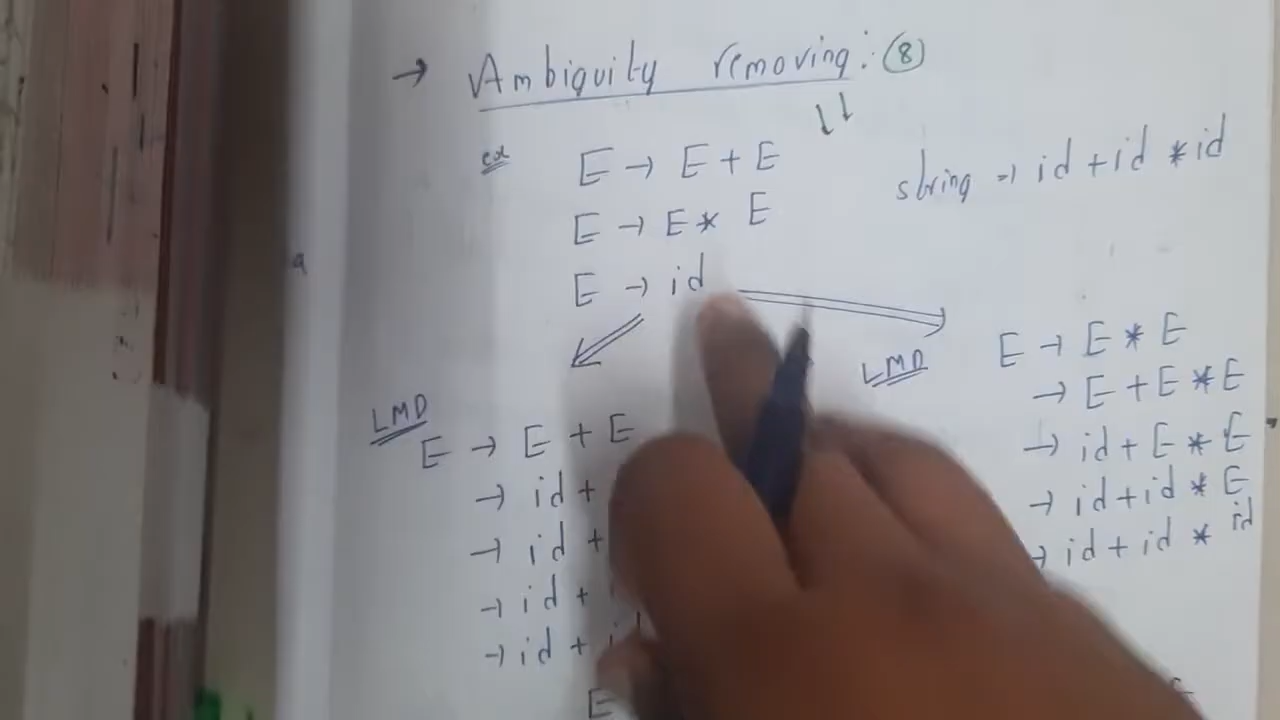 → Ambiguity removing: (8)
ex E → E + E
string ⇒ id + id * id
E → E * E
E → id
LMD
E → E + E
→ id +
→ id +
→ id +
→ id +
E
LMD
E → E * E
→ E + E * E
→ id + E * E
→ id + id * E
→ id + id * id